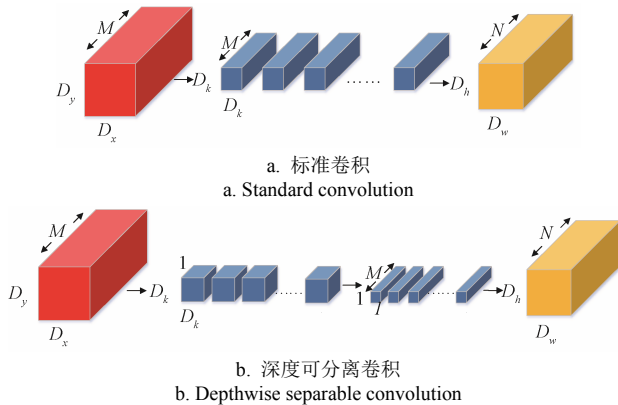 M
D_y
D_x
D_k
M
D_k
……
D_h
N
D_w
a. 标准卷积
a. Standard convolution
M
D_y
D_x
D_k
1
D_k
……
M
1
1
……
D_h
N
D_w
b. 深度可分离卷积
b. Depthwise separable convolution